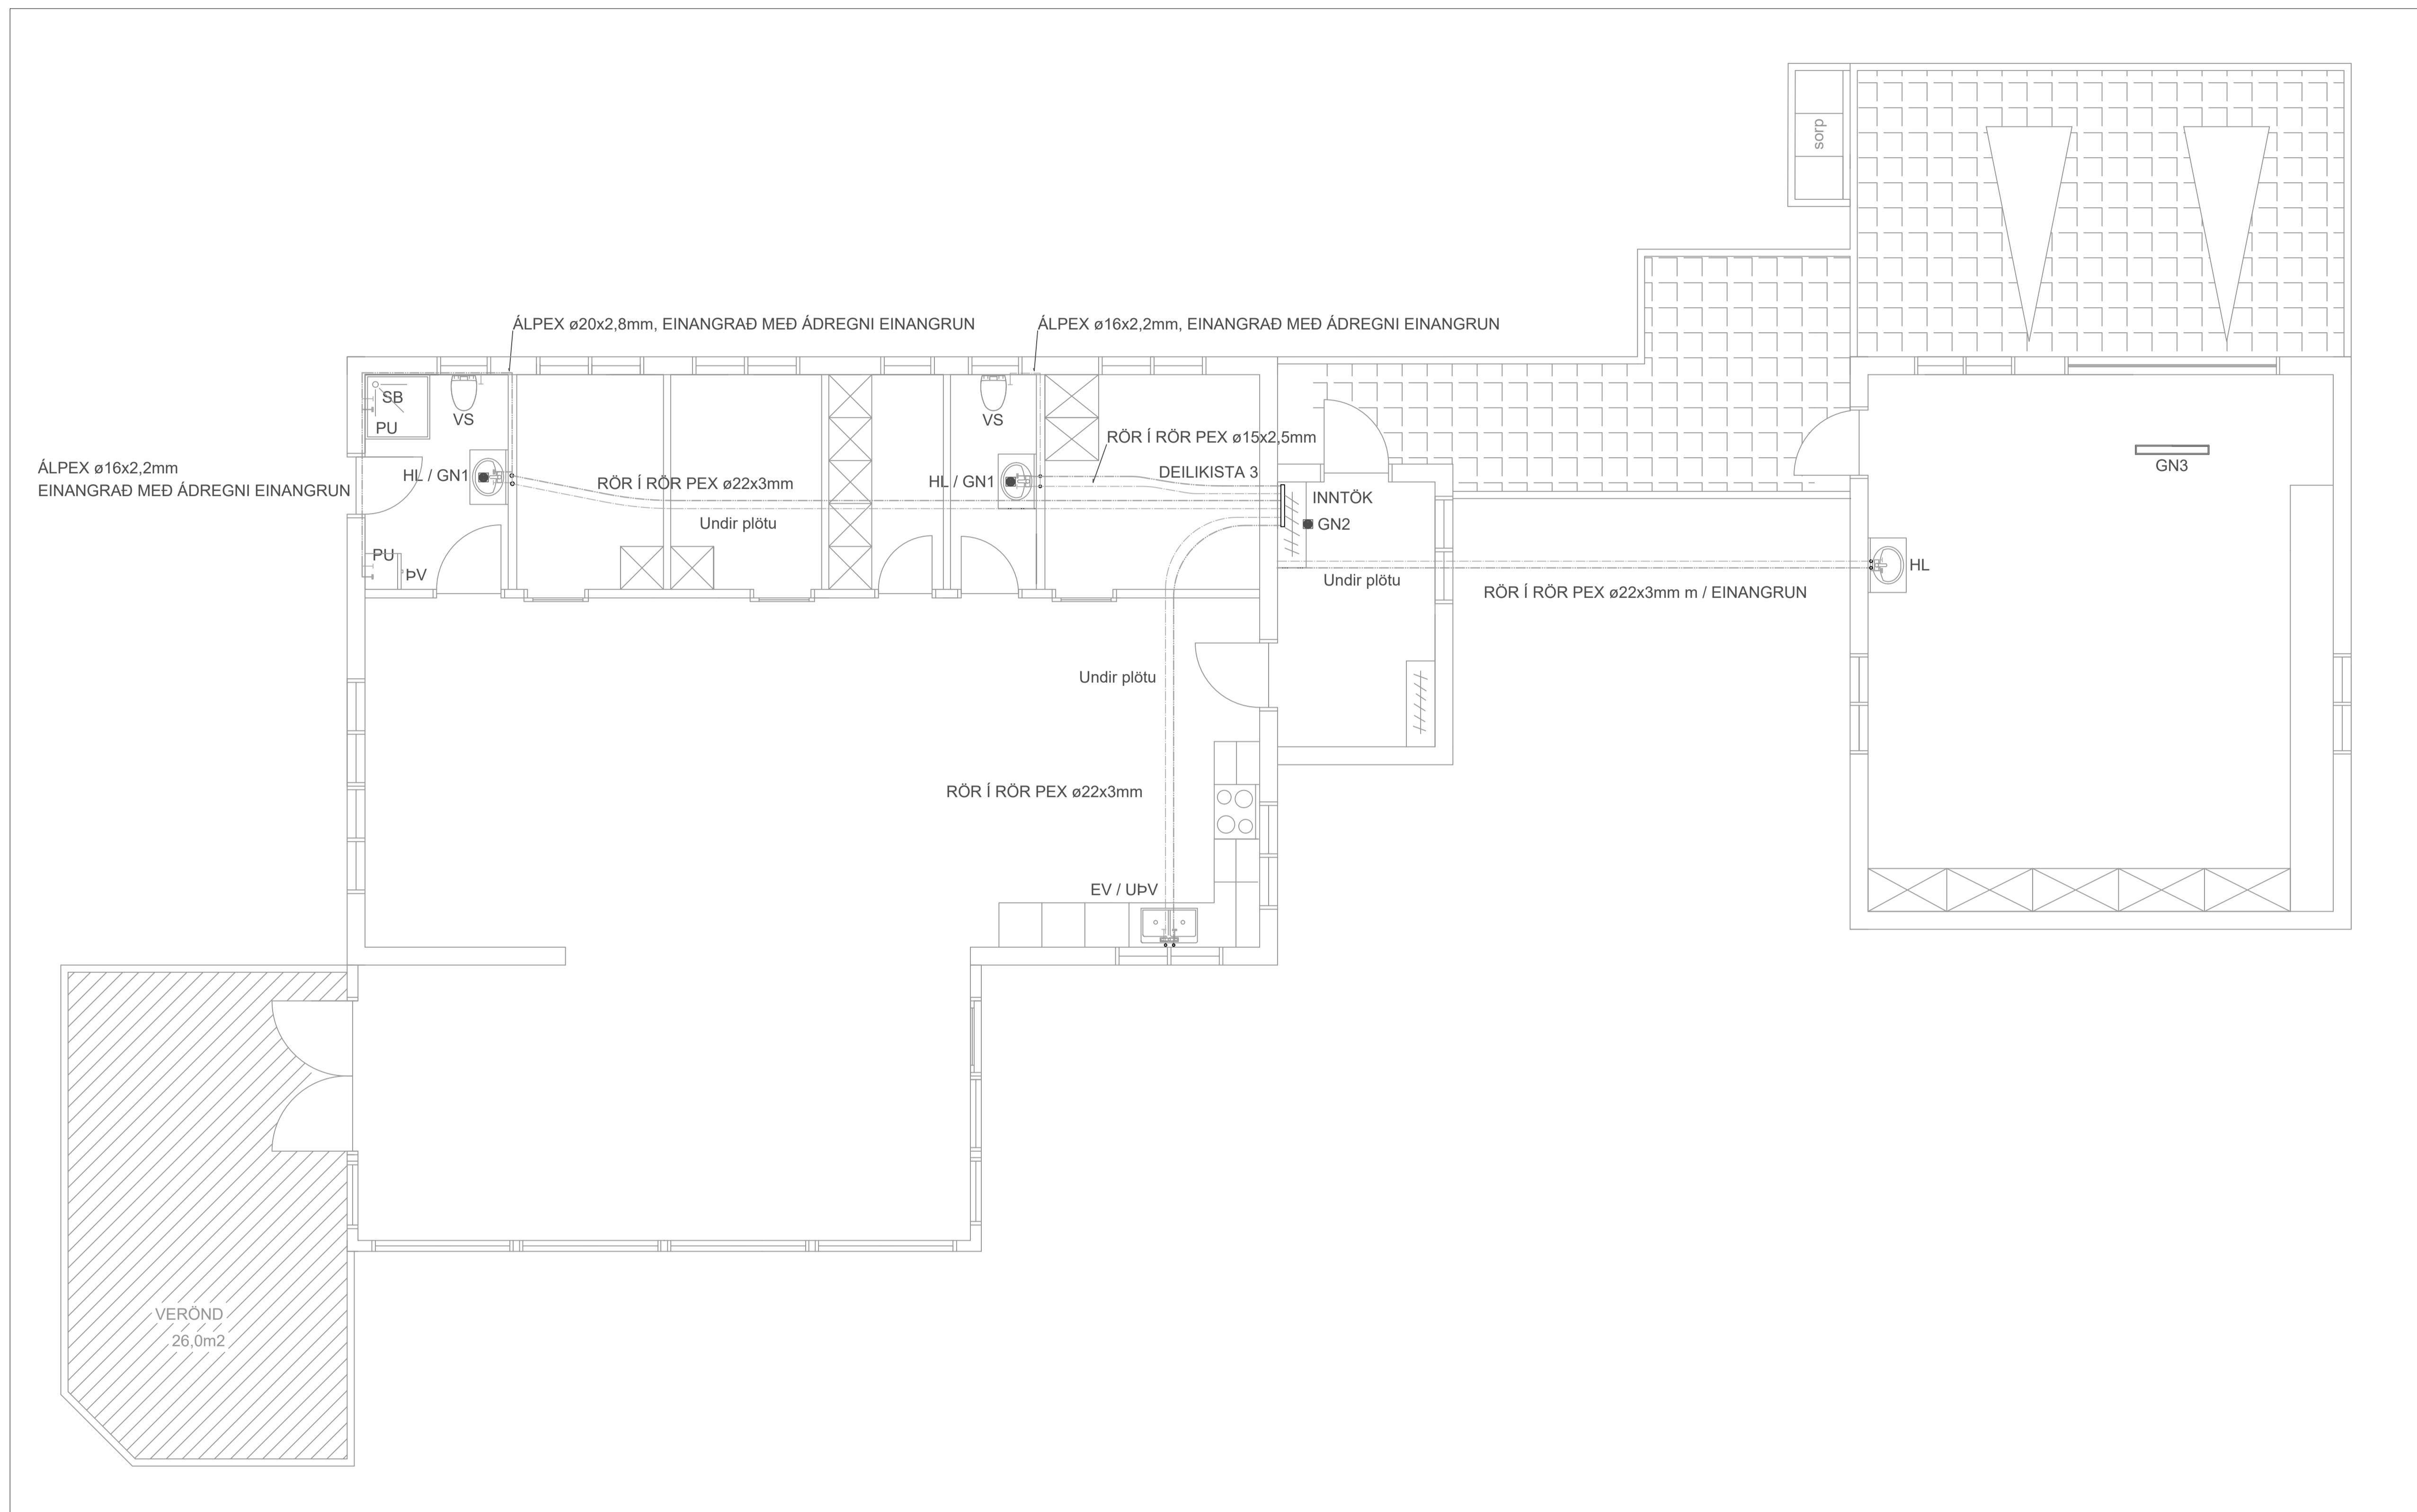 sorp
ÁLPEX ø20x2,8mm, EINANGRAÐ MEÐ ÁDREGNI EINANGRUN
ÁLPEX ø16x2,2mm, EINANGRAÐ MEÐ ÁDREGNI EINANGRUN
SB
PU
VS
VS
RÖR Í RÖR PEX ø15x2,5mm
ÁLPEX ø16x2,2mm
EINANGRAÐ MEÐ ÁDREGNI EINANGRUN
HL / GN1
RÖR Í RÖR PEX ø22x3mm
HL / GN1
DEILIKISTA 3
INNTÖK
GN2
GN3
Undir plötu
PU
ÞV
Undir plötu
RÖR Í RÖR PEX ø22x3mm m / EINANGRUN
HL
Undir plötu
RÖR Í RÖR PEX ø22x3mm
EV / UÞV
VERÖND
26,0m2